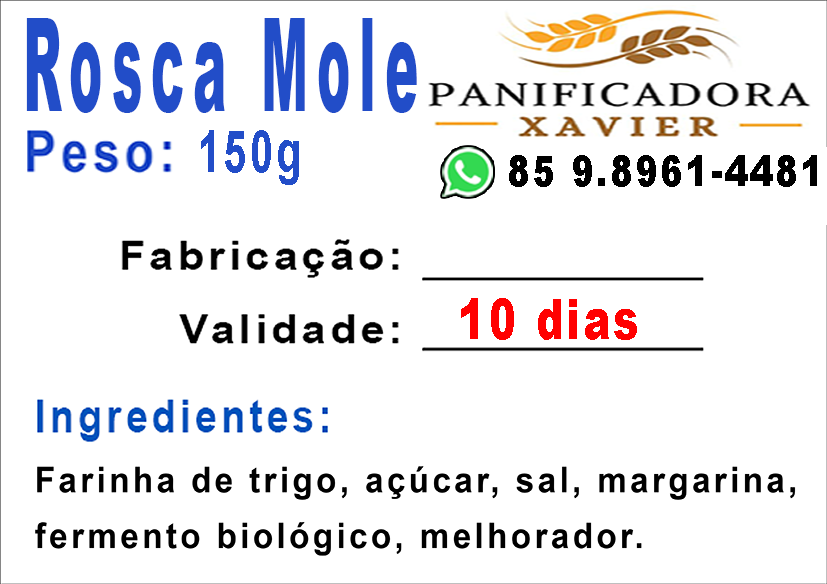 Rosca Mole
Peso: 150g
PANIFICADORA
XAVIER
85 9.8961-4481
Fabricação:
Validade: 10 dias
Ingredientes:
Farinha de trigo, açúcar, sal, margarina,
fermento biológico, melhorador.